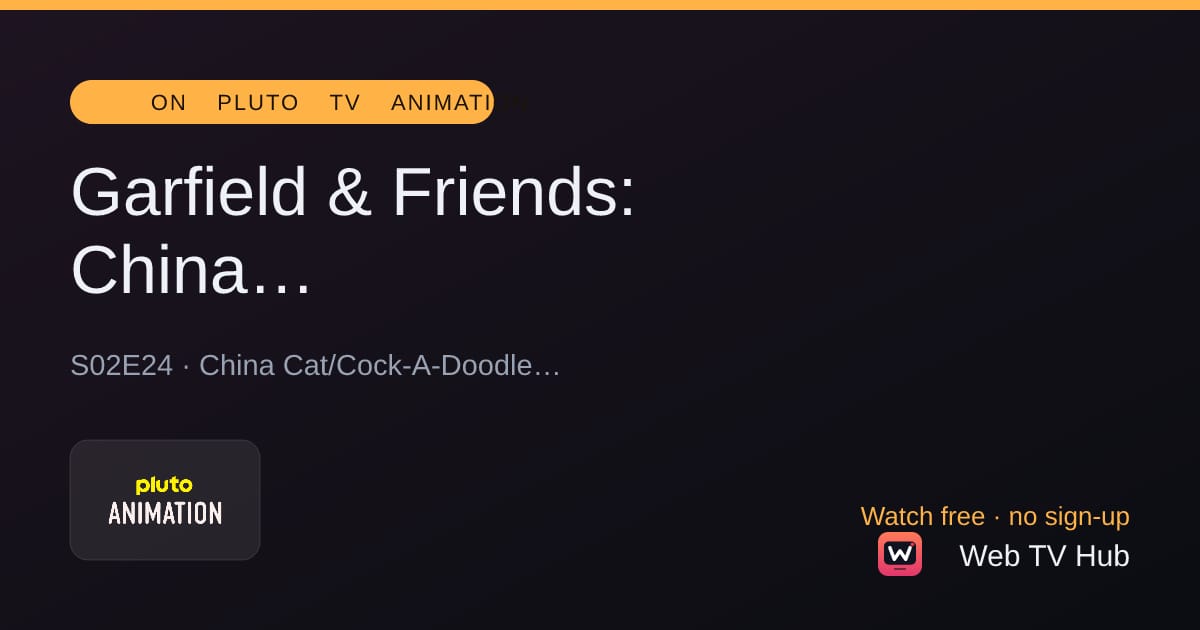 ON PLUTO TV ANIMATI
Garfield & Friends:
China…
S02E24 · China Cat/Cock-A-Doodle…
pluto
ANIMATION
Watch free · no sign-up
W
Web TV Hub